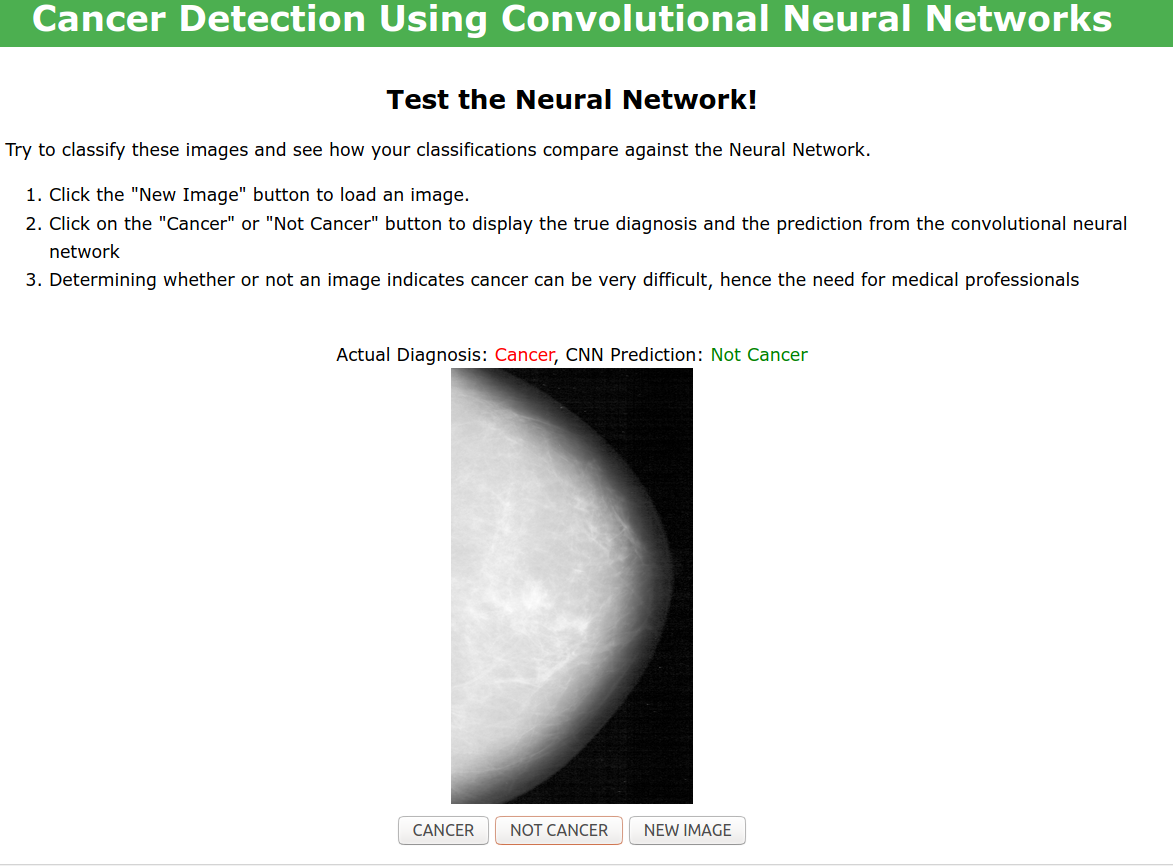 Cancer Detection Using Convolutional Neural Networks
Test the Neural Network!
Try to classify these images and see how your classifications compare against the Neural Network.
1. Click the "New Image" button to load an image.
2. Click on the "Cancer" or "Not Cancer" button to display the true diagnosis and the prediction from the convolutional neural
network
3. Determining whether or not an image indicates cancer can be very difficult, hence the need for medical professionals
Actual Diagnosis: Cancer, CNN Prediction: Not Cancer
CANCER NOT CANCER NEW IMAGE